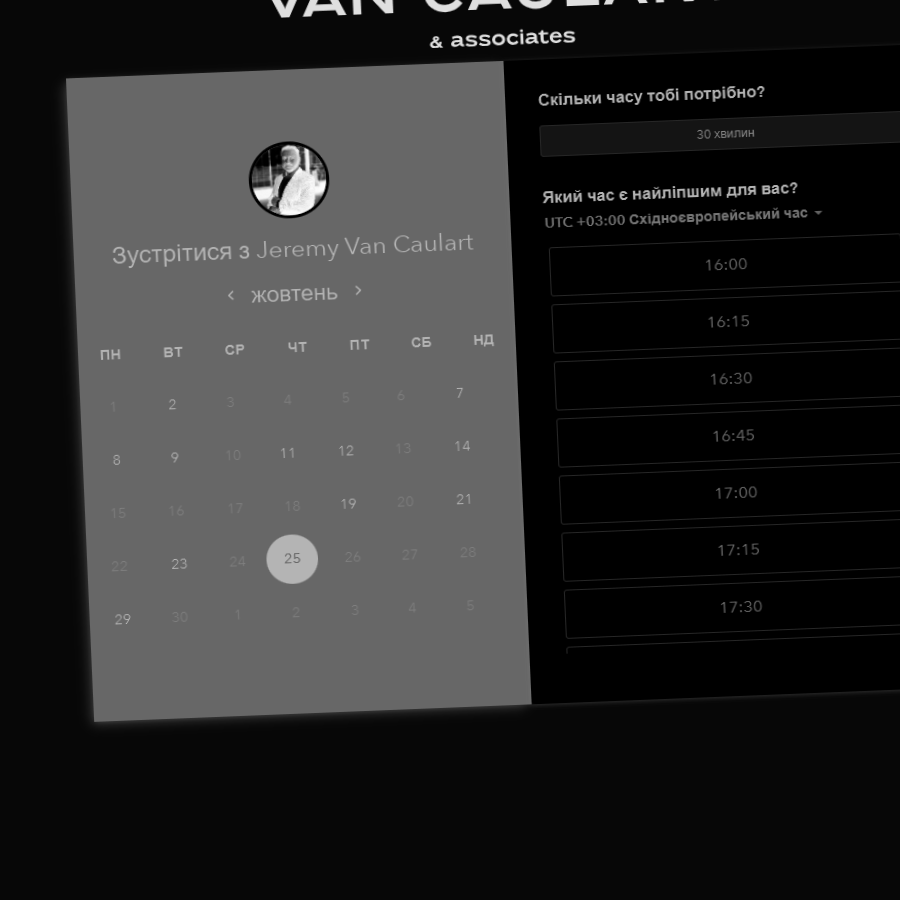 VAN CAULART
& associates
Зустрітися з Jeremy Van Caulart
жовтень
ПН ВТ СР ЧТ ПТ СБ НД
1 2 3 4 5 6 7
8 9 10 11 12 13 14
15 16 17 18 19 20 21
22 23 24 25 26 27 28
29 30 1 2 3 4 5
Скільки часу тобі потрібно?
30 хвилин
Який час є найліпшим для вас?
UTC +03:00 Східноєвропейський час
16:00
16:15
16:30
16:45
17:00
17:15
17:30